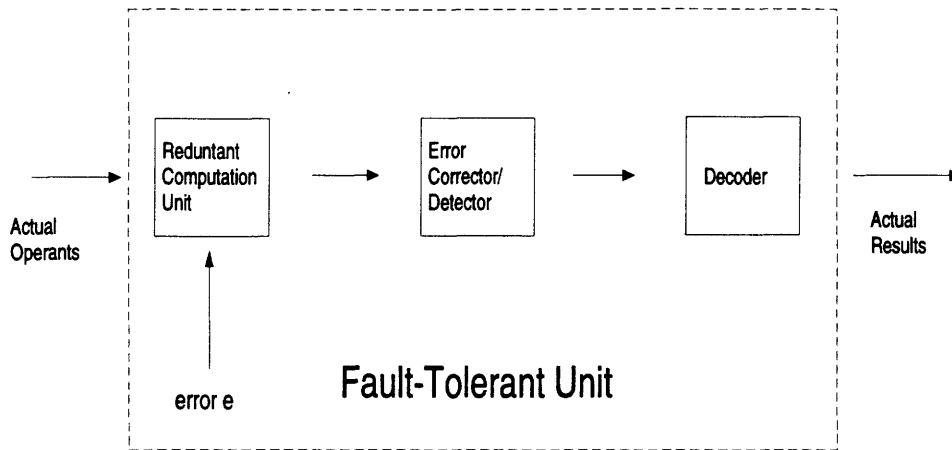 Reduntant
Computation
Unit
Error
Corrector/
Detector
Decoder
Actual
Operants
Actual
Results
error e
Fault-Tolerant Unit